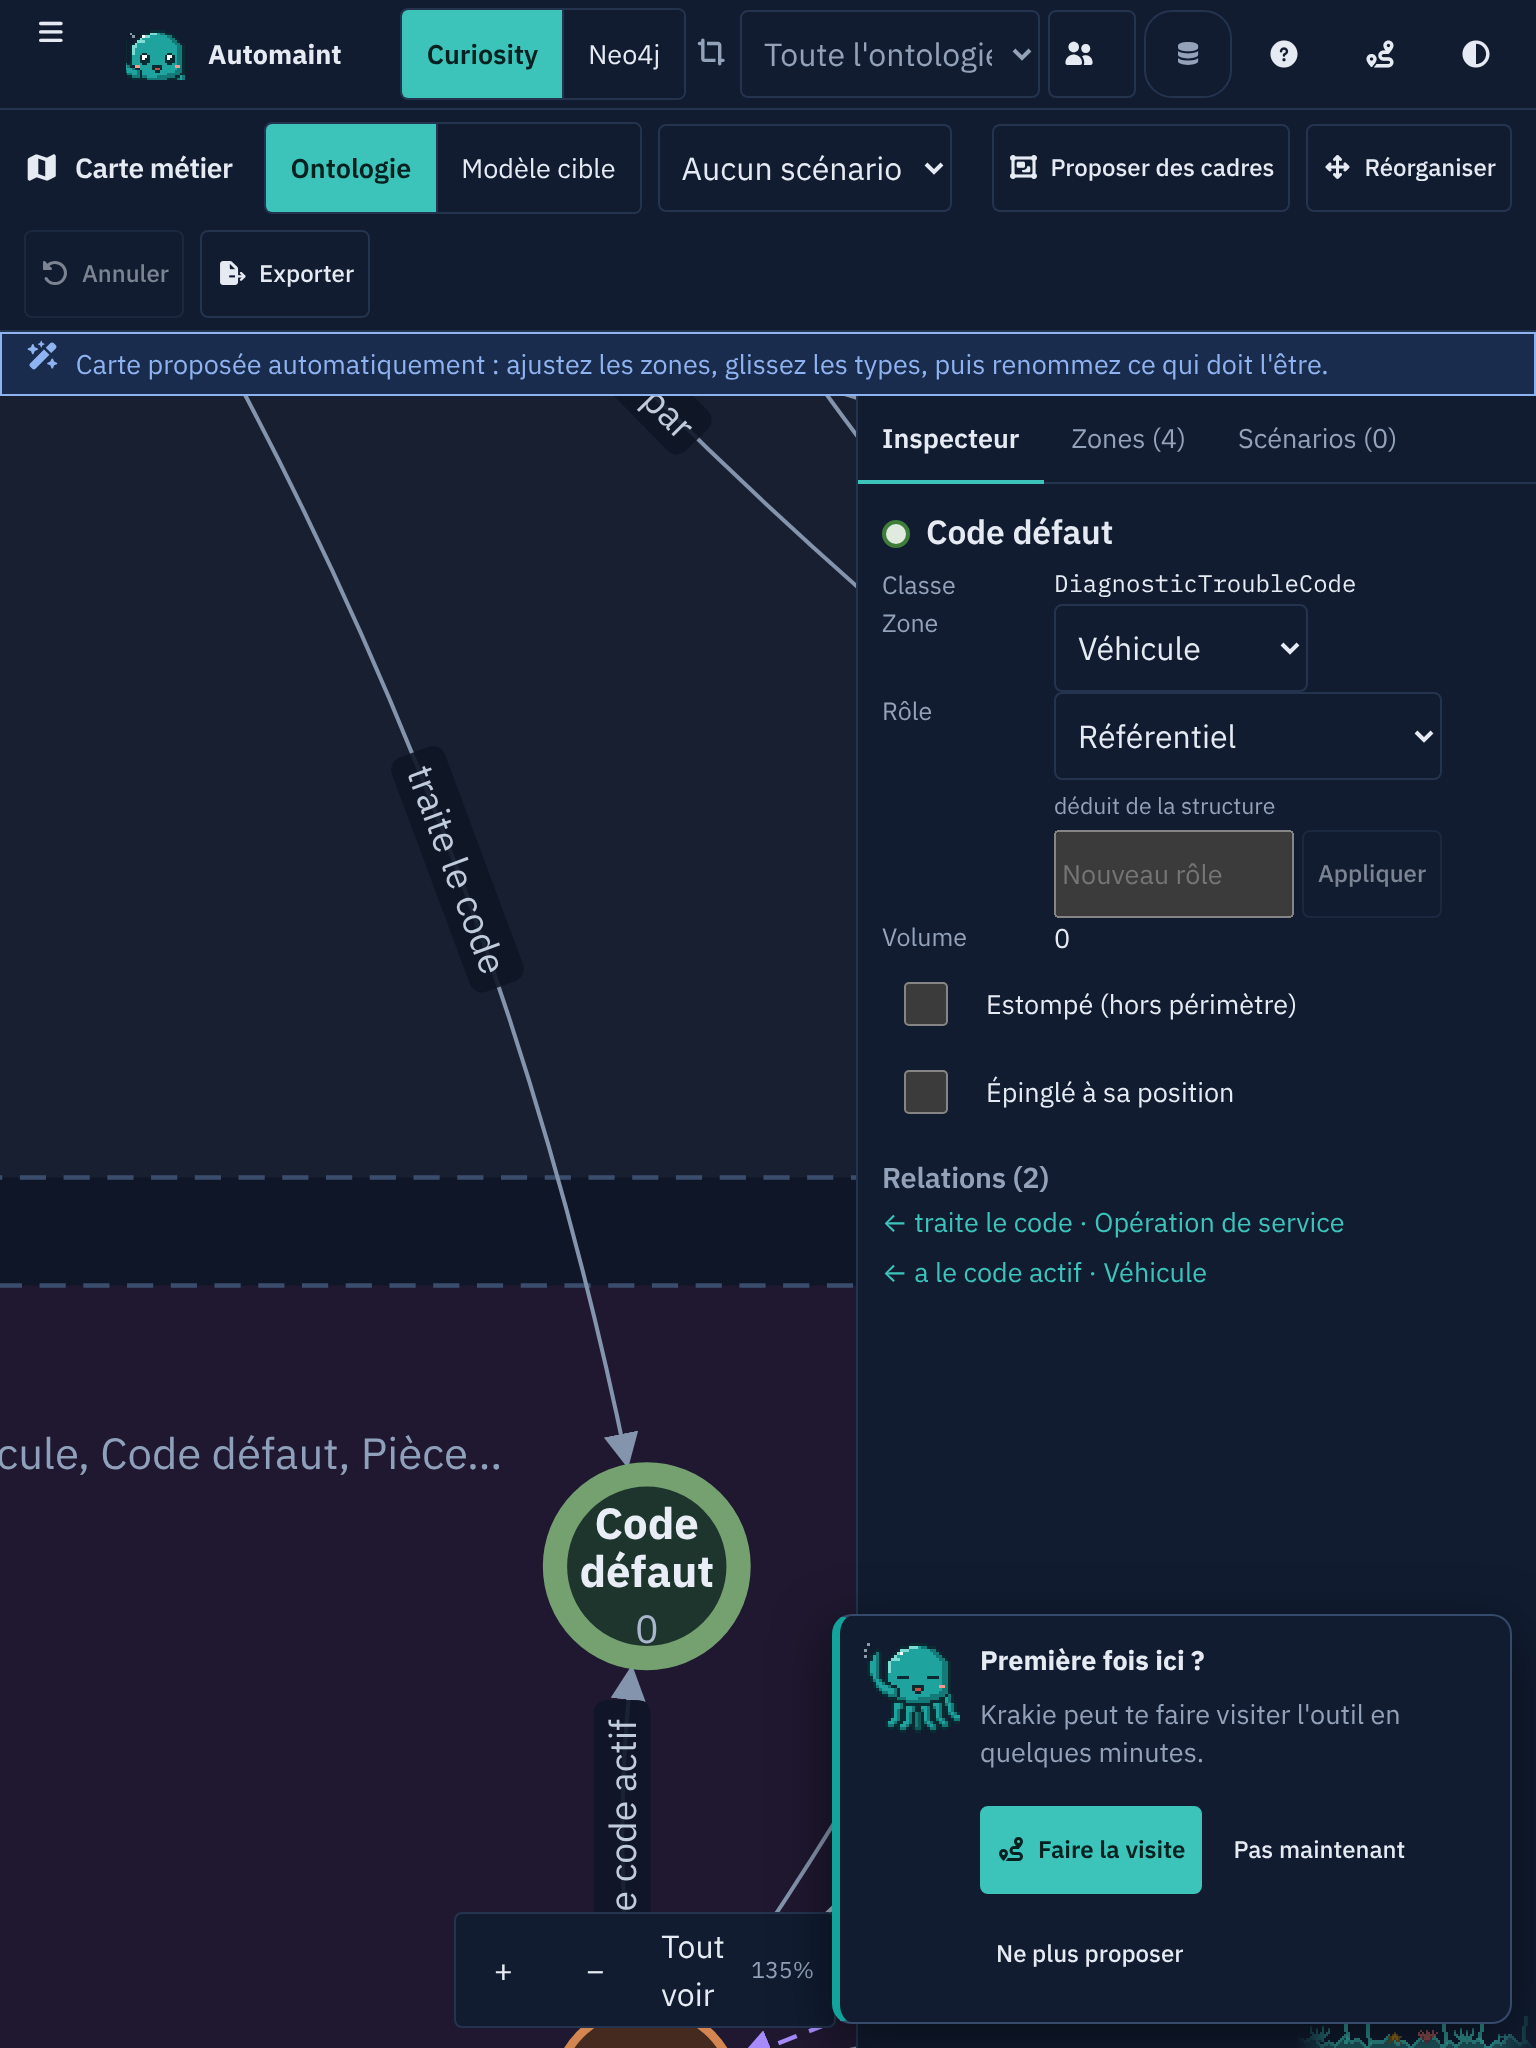 Automaint
Curiosity
Neo4j
Toute l'ontologie
Carte métier
Ontologie
Modèle cible
Aucun scénario
Proposer des cadres
Réorganiser
Annuler
Exporter
Carte proposée automatiquement : ajustez les zones, glissez les types, puis renommez ce qui doit l'être.
par
traite le code
cule, Code défaut, Pièce...
Code
défaut
0
e code actif
+
−
Tout
voir
135%
Inspecteur
Zones (4)
Scénarios (0)
Code défaut
Classe
DiagnosticTroubleCode
Zone
Véhicule
Rôle
Référentiel
déduit de la structure
Nouveau rôle
Appliquer
Volume
0
Estompé (hors périmètre)
Épinglé à sa position
Relations (2)
← traite le code · Opération de service
← a le code actif · Véhicule
Première fois ici ?
Krakie peut te faire visiter l'outil en
quelques minutes.
Faire la visite
Pas maintenant
Ne plus proposer